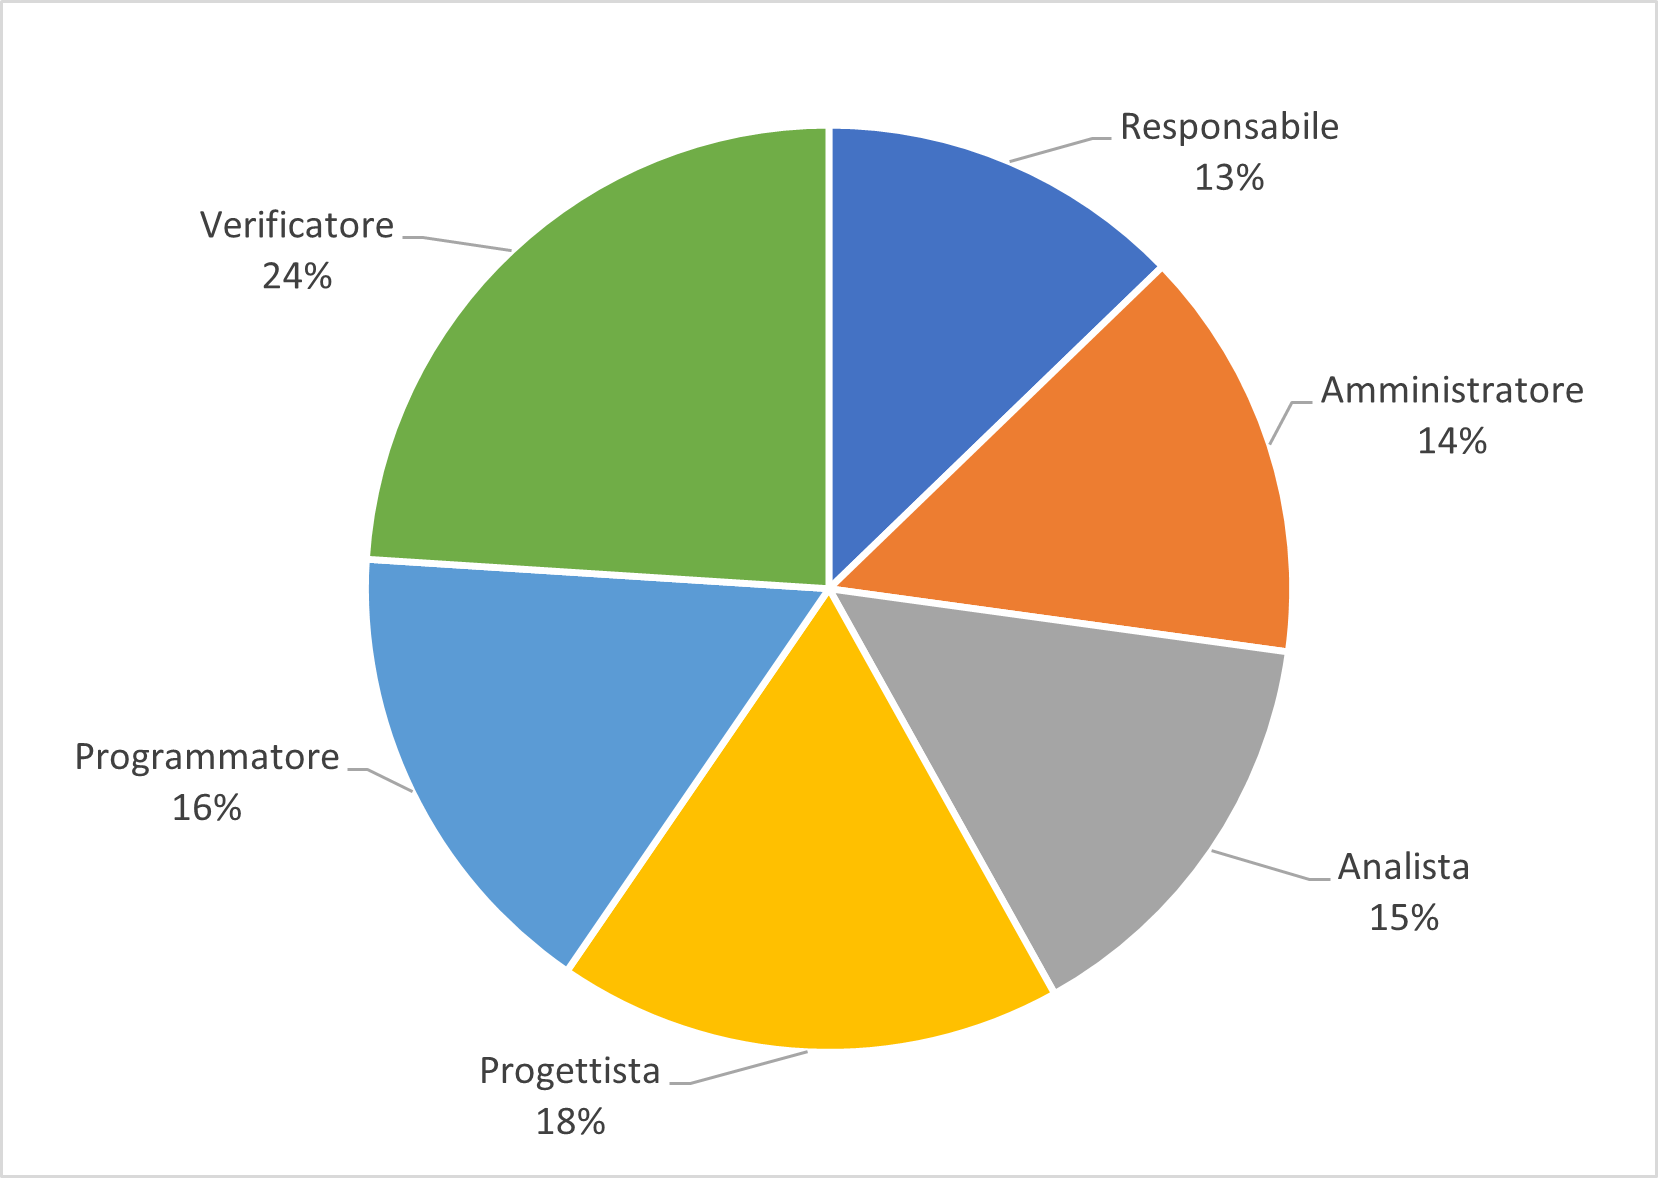 Responsabile
13%
Amministratore
14%
Analista
15%
Progettista
18%
Programmatore
16%
Verificatore
24%